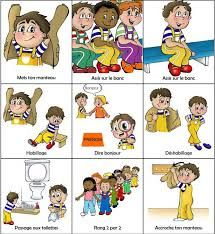 Mets ton manteau
Assis sur le banc
Assis sur le banc
Bonjour
Habillage
Dire bonjour
Déshabillage
Passage aux toilettes
Rang 2 par 2
Accroche ton manteau